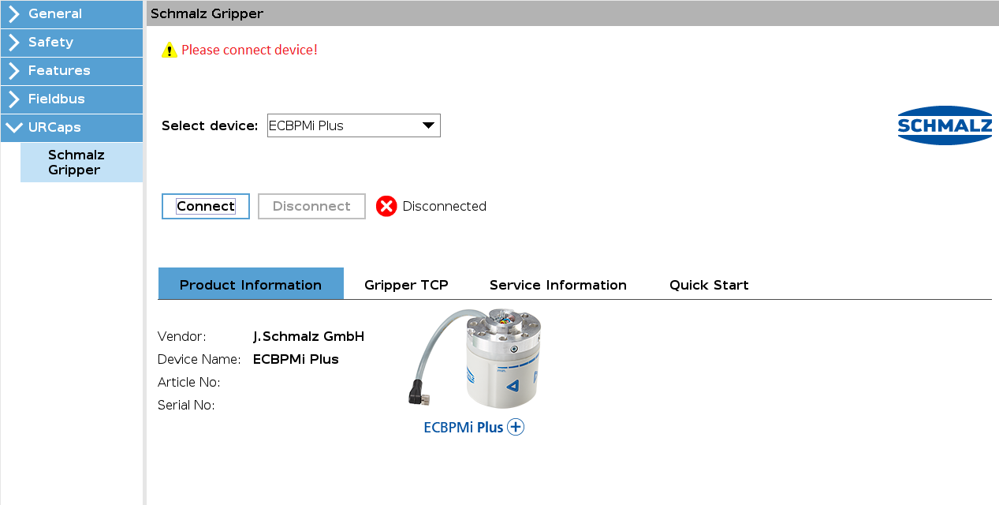 General
Safety
Features
Fieldbus
URCaps
Schmalz
Gripper
Schmalz Gripper
Please connect device!
Select device: ECBPMi Plus
SCHMALZ
Connect Disconnect Disconnected
Product Information Gripper TCP Service Information Quick Start
Vendor: J.Schmalz GmbH
Device Name: ECBPMi Plus
Article No:
Serial No:
min.
ECBPMi Plus